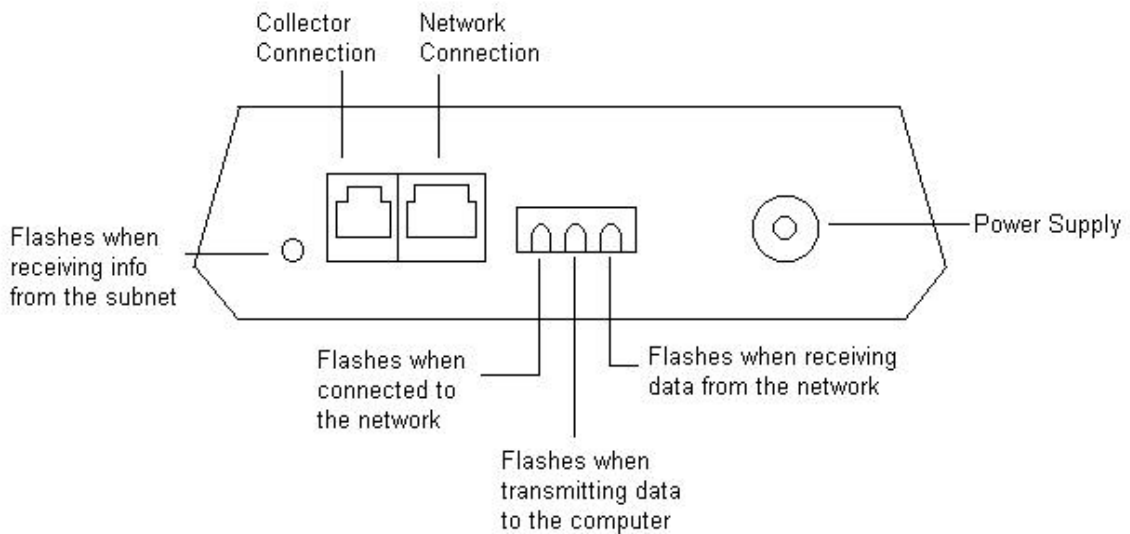 Collector
Connection
Network
Connection
Flashes when
receiving info
from the subnet
Power Supply
Flashes when
connected to
the network
Flashes when receiving
data from the network
Flashes when
transmitting data
to the computer